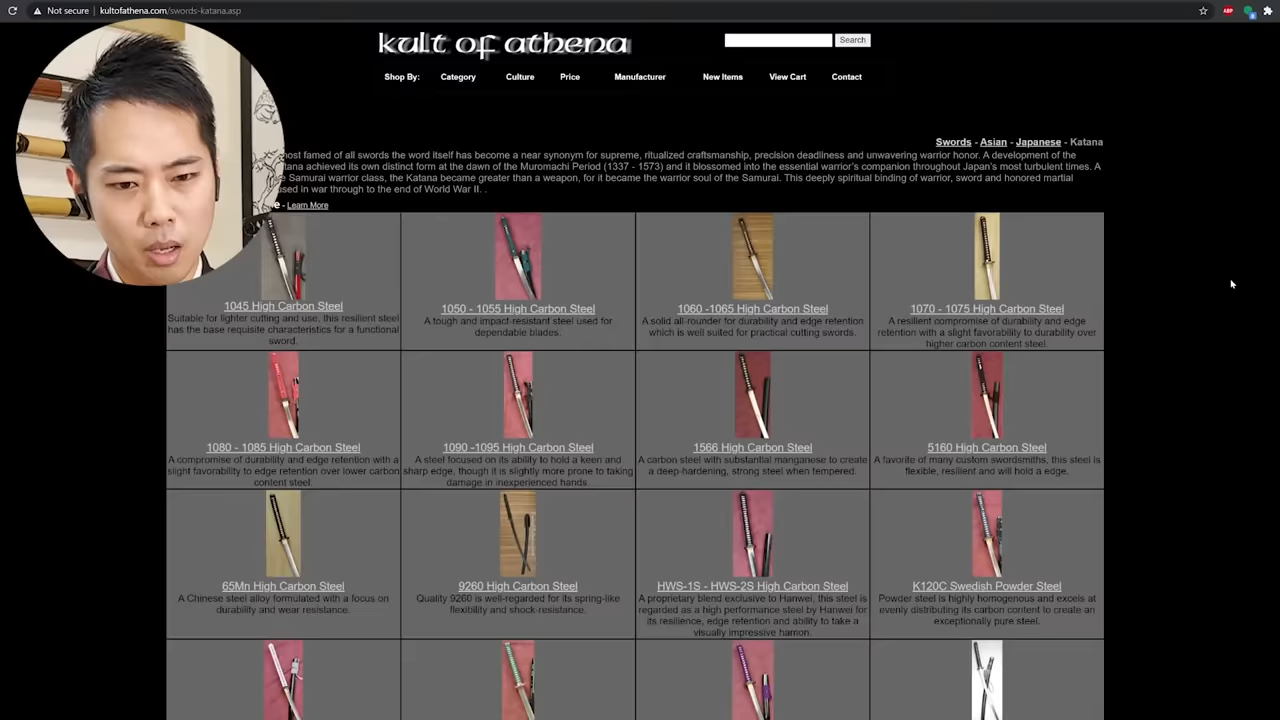 Not secure
kultofathena.com/swords-katana.asp
ABP
kult of athena
Search
Shop By: Category Culture Price Manufacturer New Items View Cart Contact
Swords - Asian - Japanese - Katana
most famed of all swords the word itself has become a near synonym for supreme, ritualized craftsmanship, precision deadliness and unwavering warrior honor. A development of the
tana achieved its own distinct form at the dawn of the Muromachi Period (1337 - 1573) and it blossomed into the essential warrior's companion throughout Japan's most turbulent times. A
Samurai warrior class, the Katana became greater than a weapon, for it became the warrior soul of the Samurai. This deeply spiritual binding of warrior, sword and honored martial
used in war through to the end of World War II. .
e - Learn More
1045 High Carbon Steel
Suitable for lighter cutting and use, this resilient steel
has the base requisite characteristics for a functional
sword.
1050 - 1055 High Carbon Steel
A tough and impact-resistant steel used for
dependable blades.
1060 -1065 High Carbon Steel
A solid all-rounder for durability and edge retention
which is well suited for practical cutting swords.
1070 - 1075 High Carbon Steel
A resilient compromise of durability and edge
retention with a slight favorability to durability over
higher carbon content steel.
1080 - 1085 High Carbon Steel
A compromise of durability and edge retention with a
slight favorability to edge retention over lower carbon
content steel.
1090 -1095 High Carbon Steel
A steel focused on its ability to hold a keen and
sharp edge, though it is slightly more prone to taking
damage in inexperienced hands.
1566 High Carbon Steel
A carbon steel with substantial manganese to create
a deep-hardening, strong steel when tempered.
5160 High Carbon Steel
A favorite of many custom swordsmiths, this steel is
flexible, resilient and will hold a edge.
65Mn High Carbon Steel
A Chinese steel alloy formulated with a focus on
durability and wear resistance.
9260 High Carbon Steel
Quality 9260 is well-regarded for its spring-like
flexibility and shock-resistance.
HWS-1S - HWS-2S High Carbon Steel
A proprietary blend exclusive to Hanwei, this steel is
regarded as a high performance steel by Hanwei for
its resilience, edge retention and ability to take a
visually impressive hamon.
K120C Swedish Powder Steel
Powder steel is highly homogenous and excels at
evenly distributing its carbon content to create an
exceptionally pure steel.